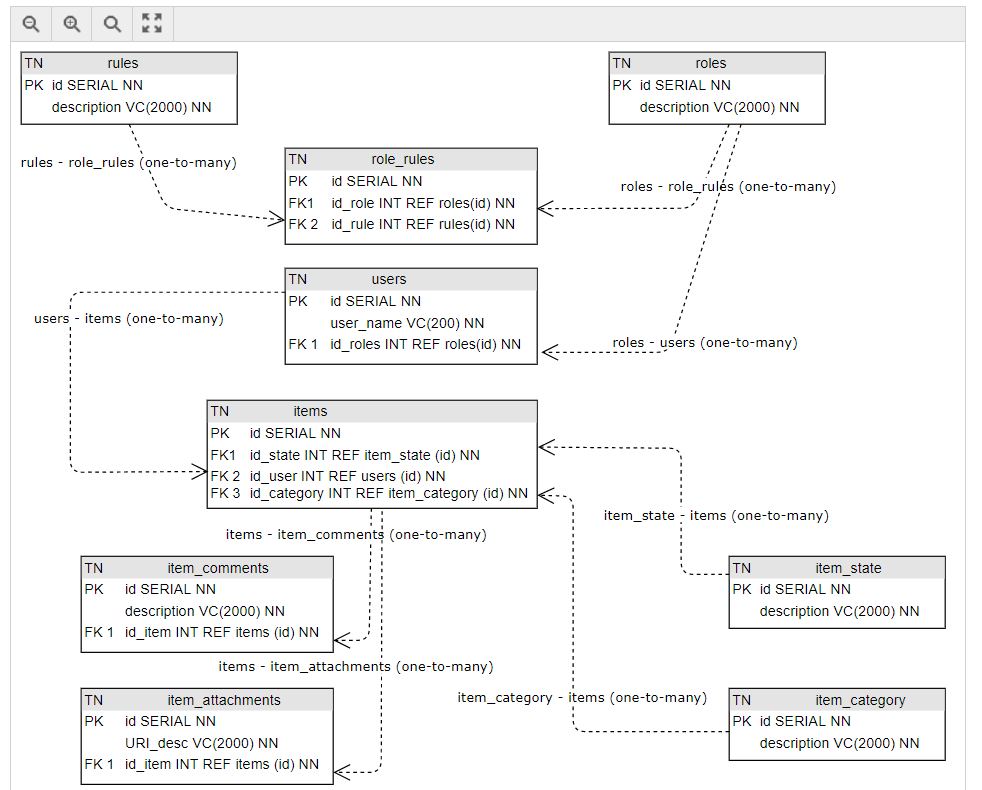 TN rules
PK id SERIAL NN
description VC(2000) NN
TN roles
PK id SERIAL NN
description VC(2000) NN
rules - role_rules (one-to-many)
TN role_rules
PK id SERIAL NN
FK1 id_role INT REF roles(id) NN
FK 2 id_rule INT REF rules(id) NN
roles - role_rules (one-to-many)
TN users
PK id SERIAL NN
user_name VC(200) NN
FK 1 id_roles INT REF roles(id) NN
users - items (one-to-many)
roles - users (one-to-many)
TN items
PK id SERIAL NN
FK1 id_state INT REF item_state (id) NN
FK 2 id_user INT REF users (id) NN
FK 3 id_category INT REF item_category (id) NN
item_state - items (one-to-many)
items - item_comments (one-to-many)
TN item_comments
PK id SERIAL NN
description VC(2000) NN
FK 1 id_item INT REF items (id) NN
TN item_state
PK id SERIAL NN
description VC(2000) NN
items - item_attachments (one-to-many)
item_category - items (one-to-many)
TN item_attachments
PK id SERIAL NN
URI_desc VC(2000) NN
FK 1 id_item INT REF items (id) NN
TN item_category
PK id SERIAL NN
description VC(2000) NN